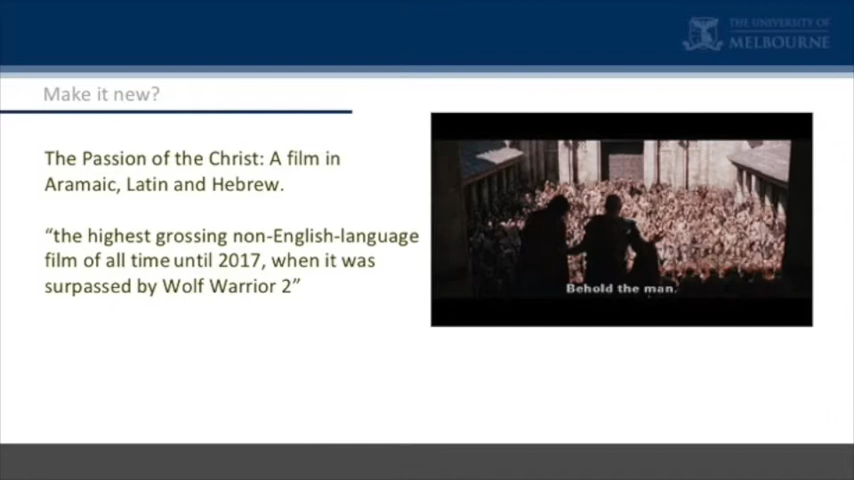 THE UNIVERSITY OF
MELBOURNE
Make it new?
The Passion of the Christ: A film in
Aramaic, Latin and Hebrew.
“the highest grossing non-English-language
film of all time until 2017, when it was
surpassed by Wolf Warrior 2”
Behold the man.